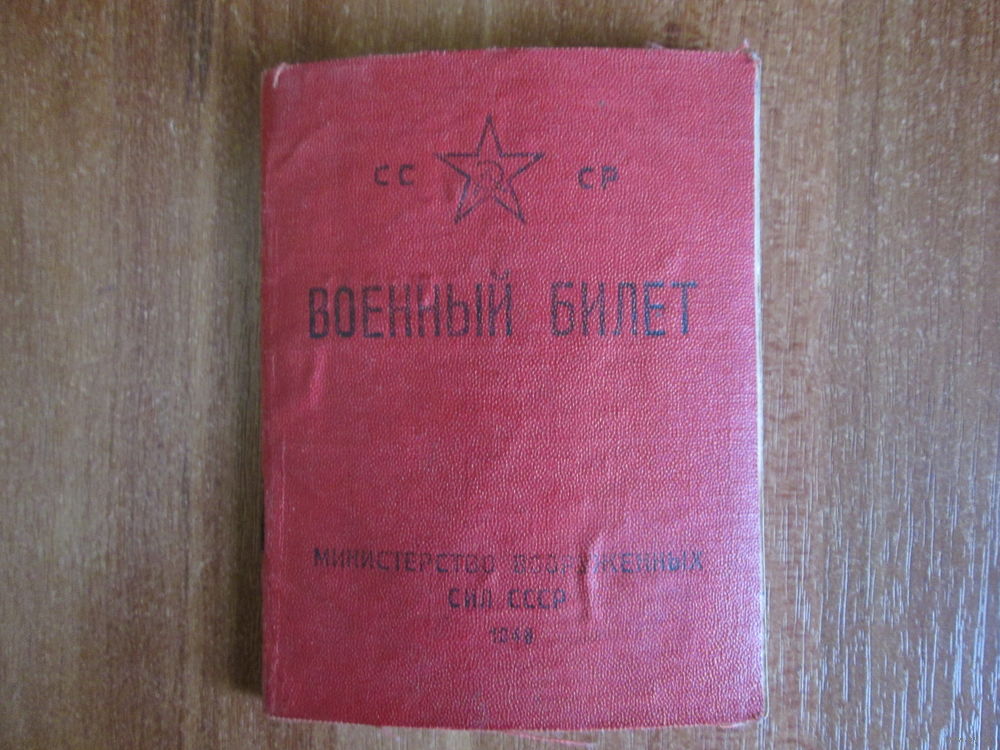 СС СР
ВОЕННЫЙ БИЛЕТ
МИНИСТЕРСТВО ВООРУЖЕННЫХ
СИЛ СССР
1948